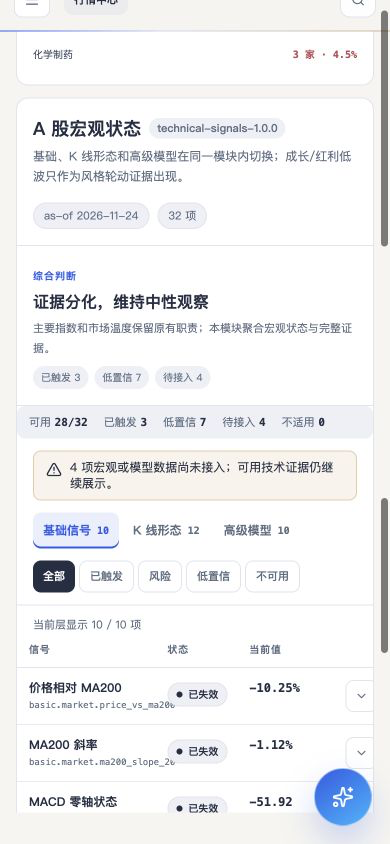 行情中心
化学制药 3 家 · 4.5%
A 股宏观状态 technical-signals-1.0.0
基础、K 线形态和高级模型在同一模块内切换；成长/红利低
波只作为风格轮动证据出现。
as-of 2026-11-24 32 项
综合判断
证据分化，维持中性观察
主要指数和市场温度保留原有职责；本模块聚合宏观状态与完整证
据。
已触发 3 低置信 7 待接入 4
可用 28/32 已触发 3 低置信 7 待接入 4 不适用 0
4 项宏观或模型数据尚未接入；可用技术证据仍继
续展示。
基础信号 10 K 线形态 12 高级模型 10
全部 已触发 风险 低置信 不可用
当前层显示 10 / 10 项
信号 状态 当前值
价格相对 MA200 已失效 -10.25%
basic.market.price_vs_ma200
MA200 斜率 已失效 -1.12%
basic.market.ma200_slope_20
MACD 零轴状态 已失效 -51.92